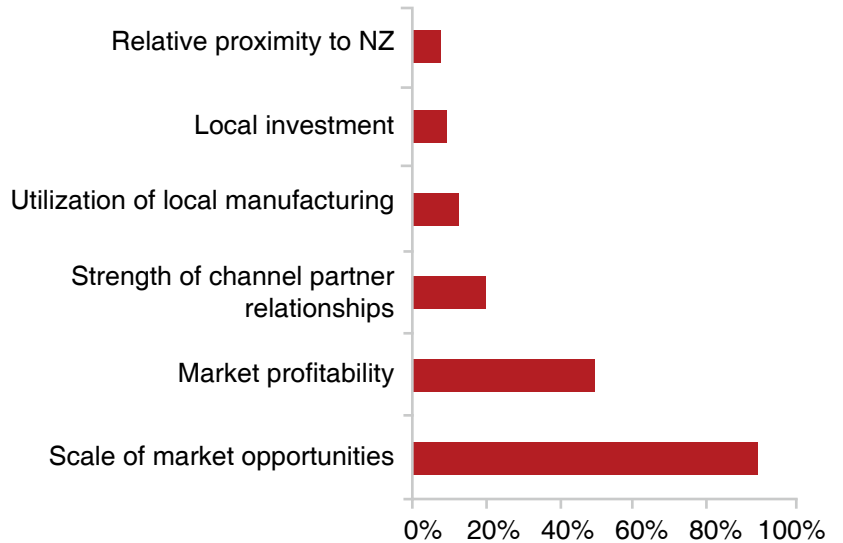 Relative proximity to NZ
Local investment
Utilization of local manufacturing
Strength of channel partner
relationships
Market profitability
Scale of market opportunities
0% 20% 40% 60% 80% 100%